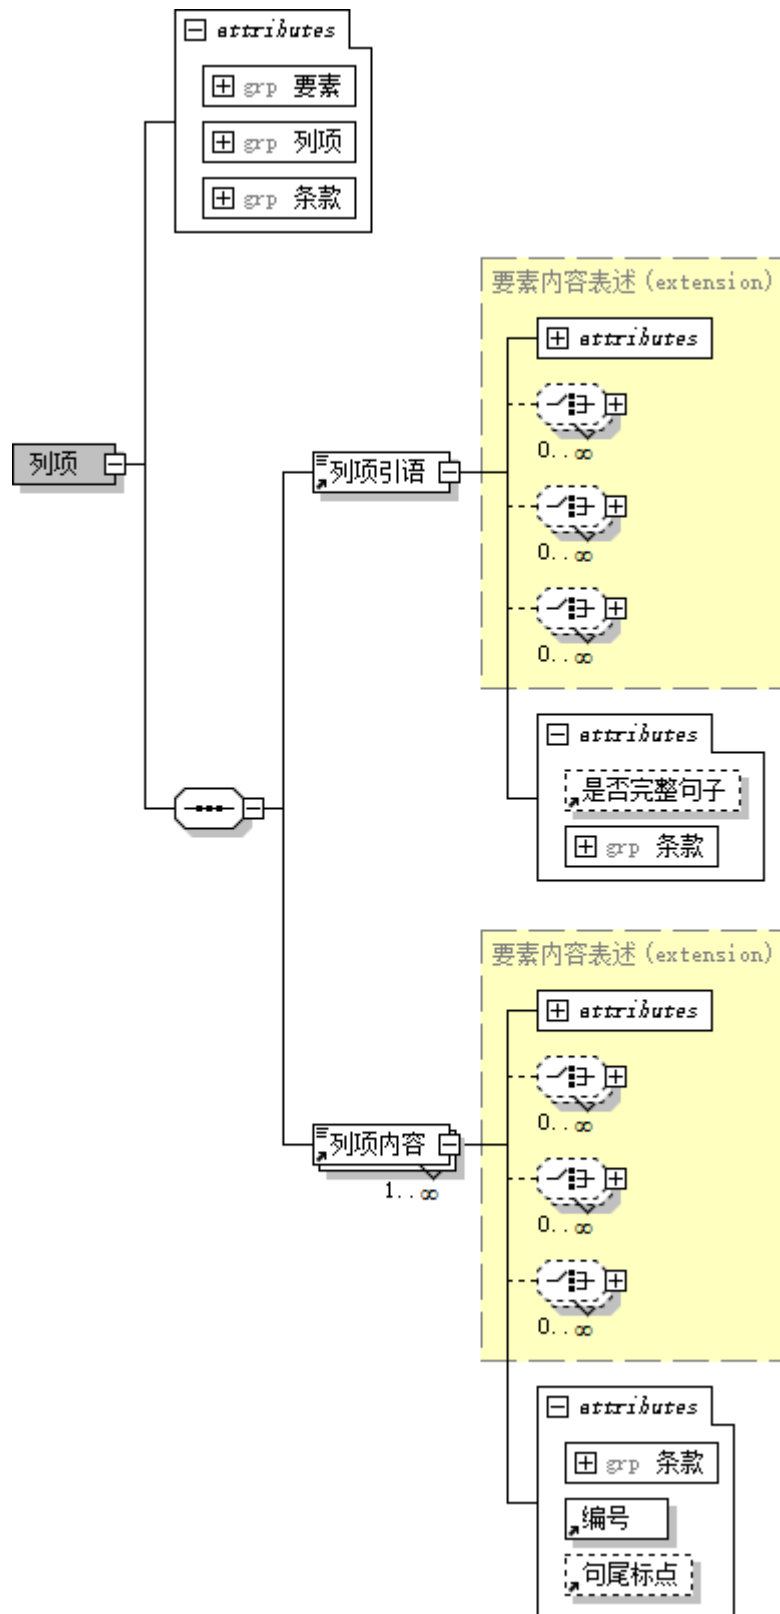 attributes
grp 要素
grp 列项
grp 条款
要素内容表述 (extension)
attributes
0..∞
列项
列项引语
0..∞
0..∞
attributes
是否完整句子
grp 条款
要素内容表述 (extension)
attributes
0..∞
列项内容
1..∞
0..∞
0..∞
attributes
grp 条款
编号
句尾标点